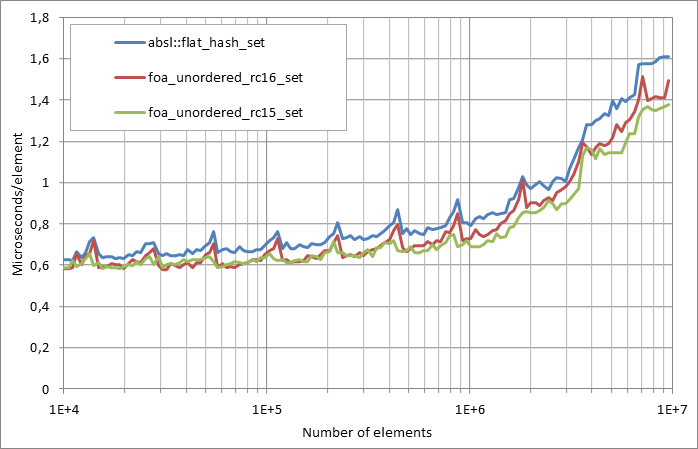 1,8
1,6
1,4
1,2
1
0,8
0,6
0,4
0,2
0
Microseconds/element
absl::flat_hash_set
foa_unordered_rc16_set
foa_unordered_rc15_set
1E+4 1E+5 1E+6 1E+7
Number of elements